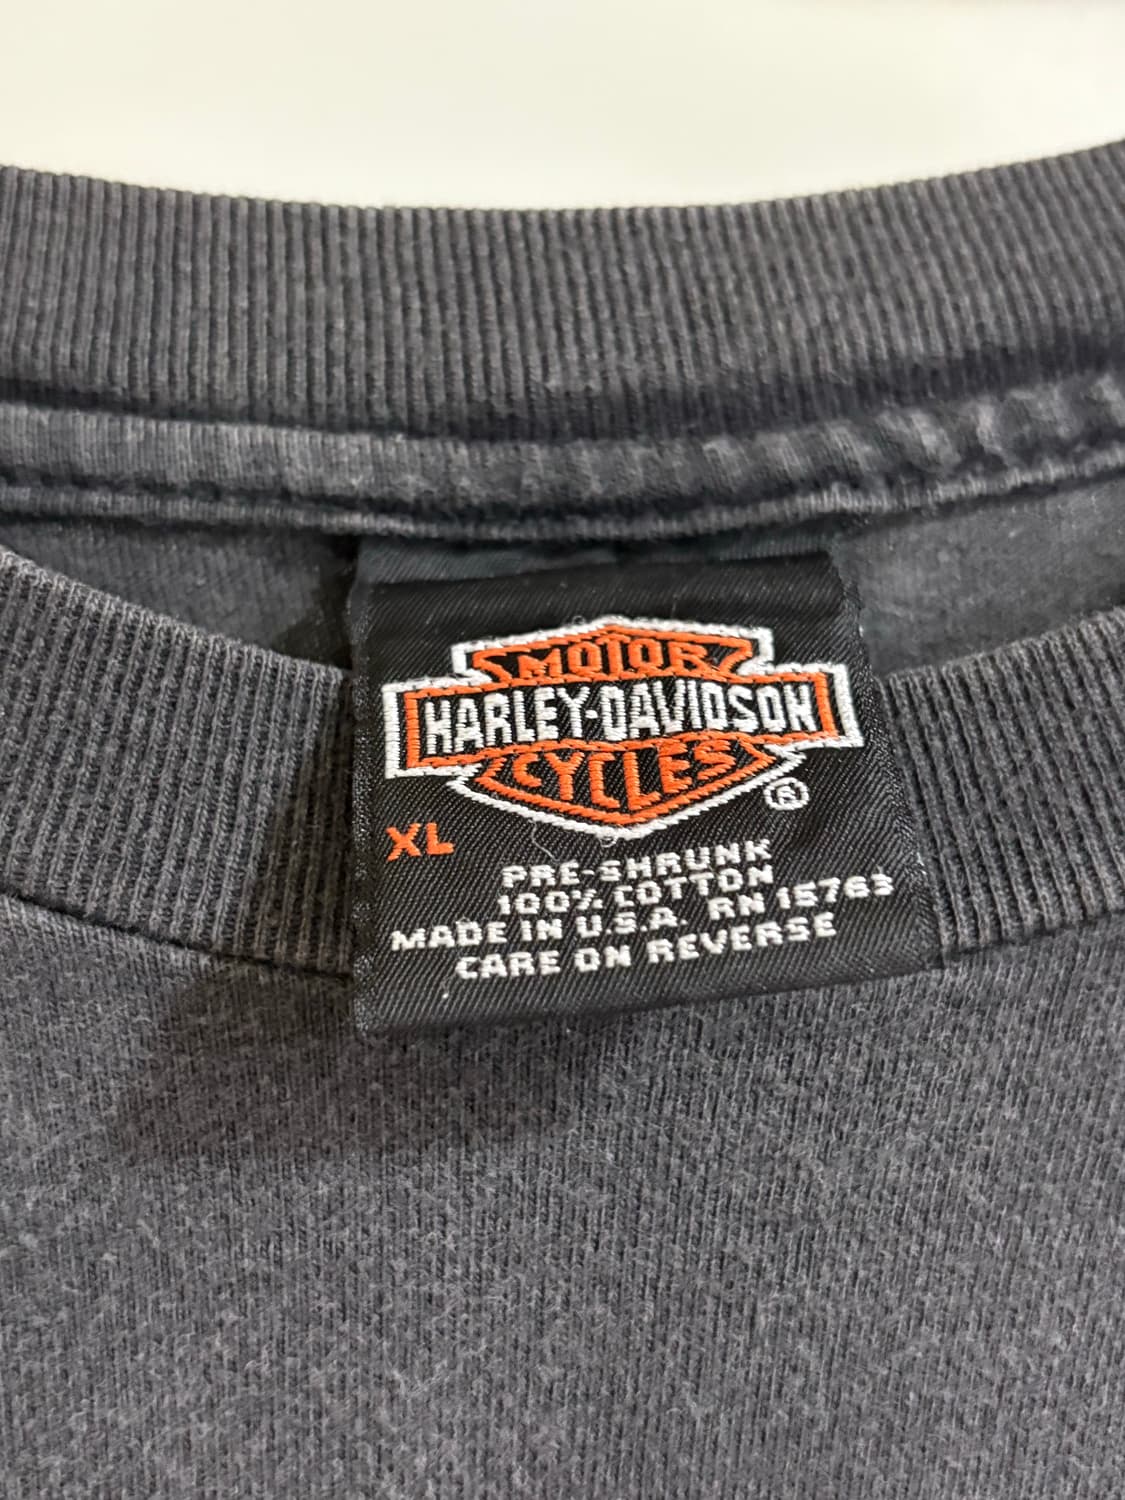 MOTOR
HARLEY-DAVIDSON
CYCLES
®
XL
PRE-SHRUNK
100% COTTON
MADE IN U.S.A. RN 15763
CARE ON REVERSE